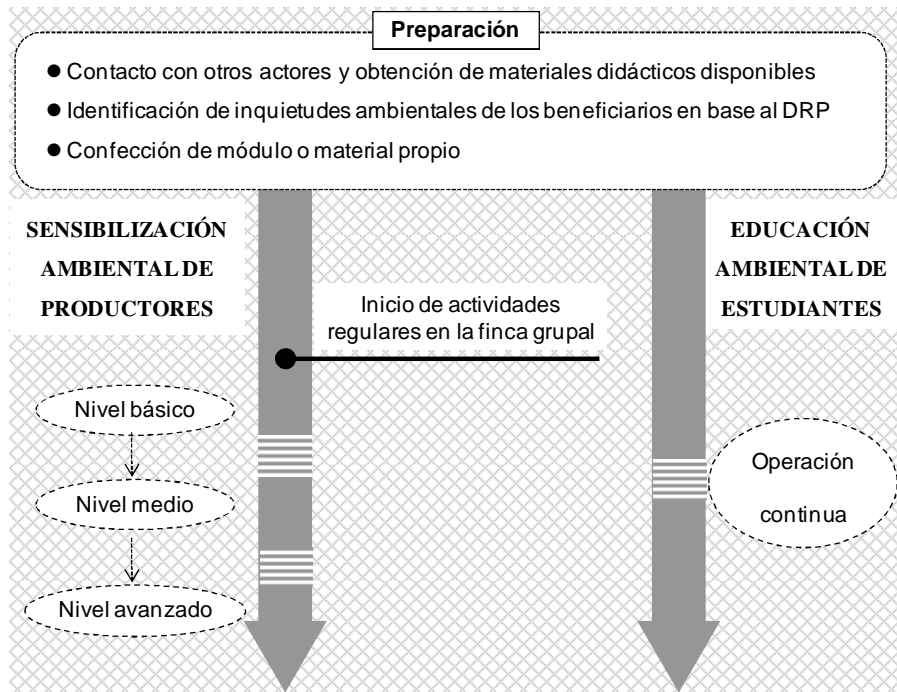 Preparación
● Contacto con otros actores y obtención de materiales didácticos disponibles
● Identificación de inquietudes ambientales de los beneficiarios en base al DRP
● Confección de módulo o material propio
SENSIBILIZACIÓN
AMBIENTAL DE
PRODUCTORES
EDUCACIÓN
AMBIENTAL DE
ESTUDIANTES
Inicio de actividades
regulares en la finca grupal
Nivel básico
Nivel medio
Nivel avanzado
Operación
continua